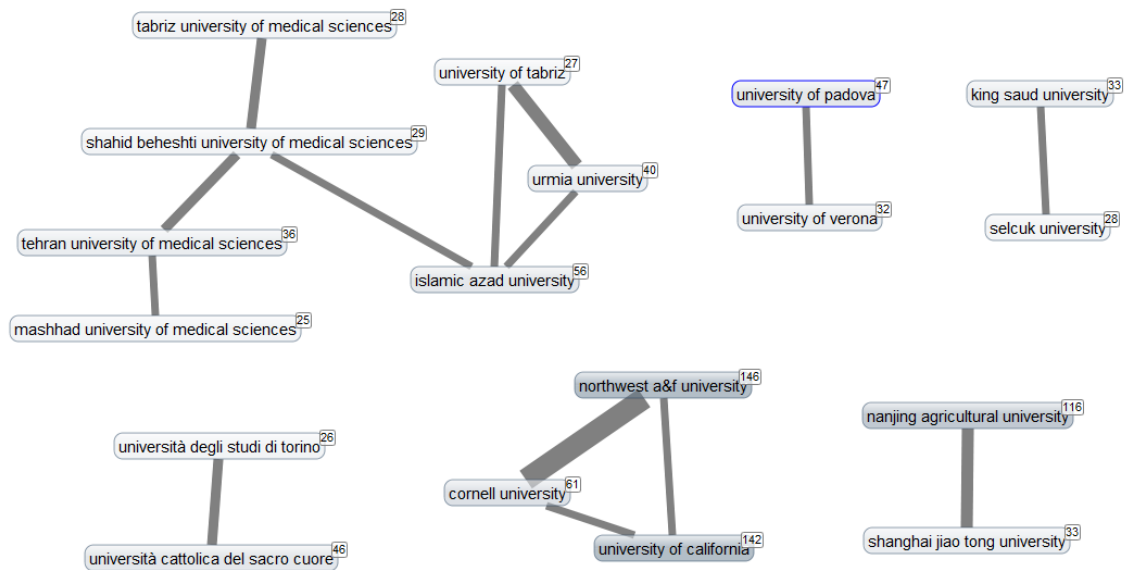 tabriz university of medical sciences 28
university of tabriz 27
university of padova 47
king saud university 33
shahid beheshti university of medical sciences 29
urmia university 40
university of verona 32
selcuk university 28
tehran university of medical sciences 36
islamic azad university 56
mashhad university of medical sciences 25
northwest a&f university 146
nanjing agricultural university 116
università degli studi di torino 26
cornell university 61
shanghai jiao tong university 33
university of california 142
università cattolica del sacro cuore 46